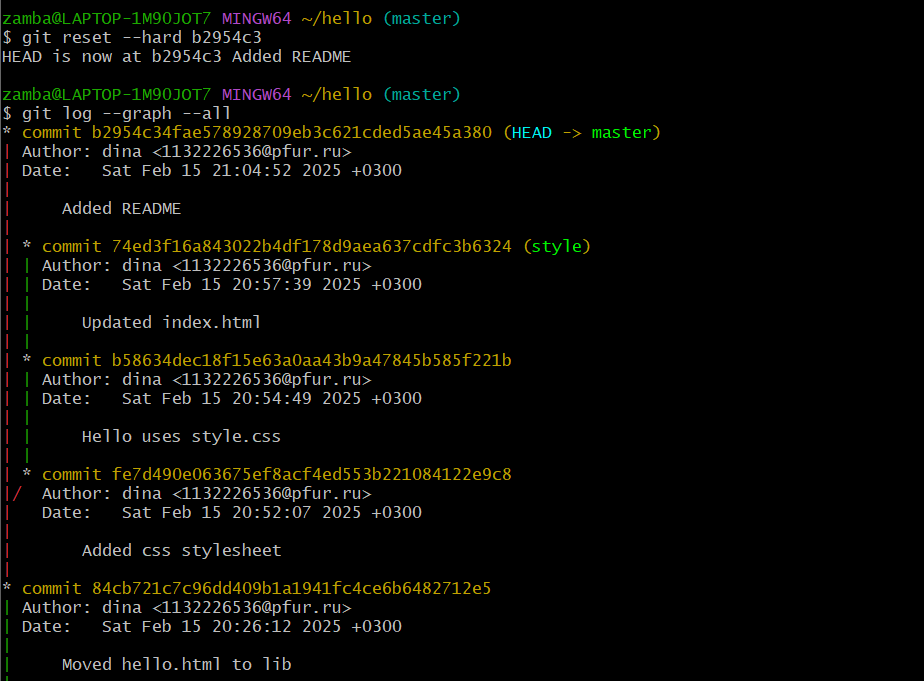 zamba@LAPTOP-1M9OJOT7 MINGW64 ~/hello (master)
$ git reset --hard b2954c3
HEAD is now at b2954c3 Added README

zamba@LAPTOP-1M9OJOT7 MINGW64 ~/hello (master)
$ git log --graph --all
* commit b2954c34fae578928709eb3c621cded5ae45a380 (HEAD -> master)
| Author: dina <1132226536@pfur.ru>
| Date:   Sat Feb 15 21:04:52 2025 +0300
|
|     Added README
|
| * commit 74ed3f16a843022b4df178d9aea637cdfc3b6324 (style)
| | Author: dina <1132226536@pfur.ru>
| | Date:   Sat Feb 15 20:57:39 2025 +0300
| |
| |     Updated index.html
| |
| * commit b58634dec18f15e63a0aa43b9a47845b585f221b
| | Author: dina <1132226536@pfur.ru>
| | Date:   Sat Feb 15 20:54:49 2025 +0300
| |
| |     Hello uses style.css
| |
| * commit fe7d490e063675ef8acf4ed553b221084122e9c8
|/  Author: dina <1132226536@pfur.ru>
|   Date:   Sat Feb 15 20:52:07 2025 +0300
|
|       Added css stylesheet
|
* commit 84cb721c7c96dd409b1a1941fc4ce6b6482712e5
| Author: dina <1132226536@pfur.ru>
| Date:   Sat Feb 15 20:26:12 2025 +0300
|
|     Moved hello.html to lib
|